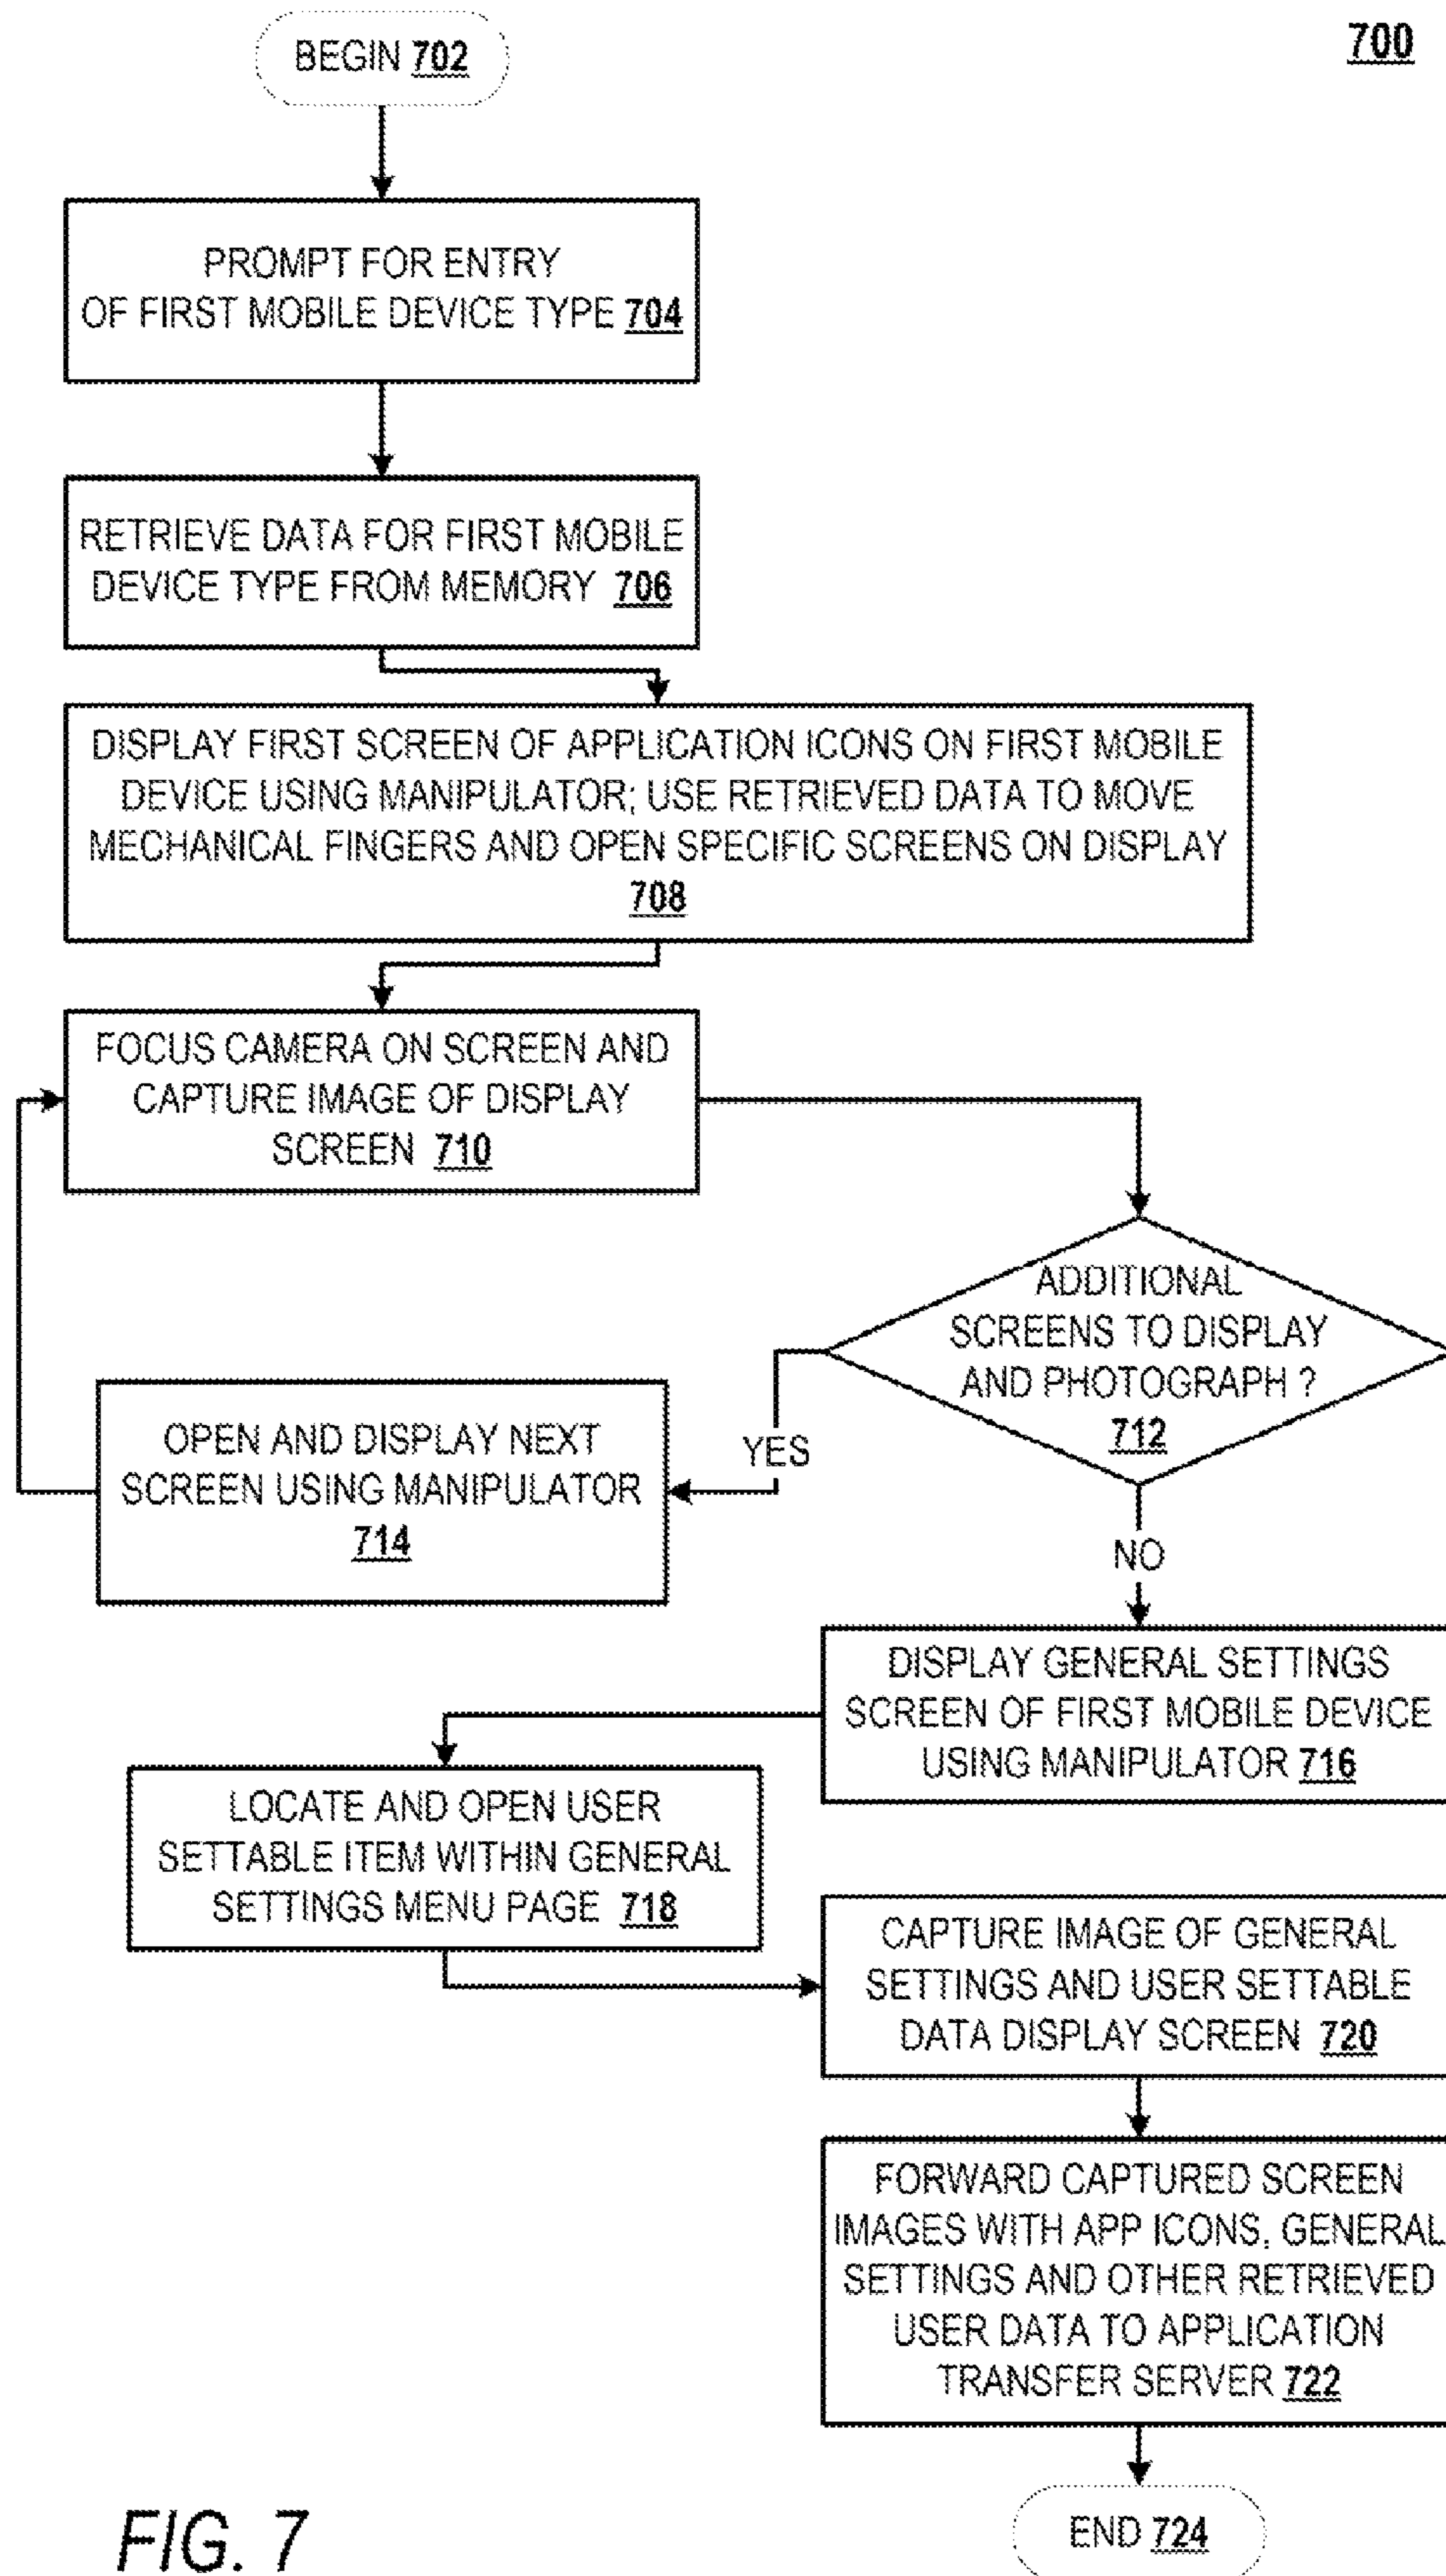 700
BEGIN 702
PROMPT FOR ENTRY
OF FIRST MOBILE DEVICE TYPE 704
RETRIEVE DATA FOR FIRST MOBILE
DEVICE TYPE FROM MEMORY 706
DISPLAY FIRST SCREEN OF APPLICATION ICONS ON FIRST MOBILE
DEVICE USING MANIPULATOR; USE RETRIEVED DATA TO MOVE
MECHANICAL FINGERS AND OPEN SPECIFIC SCREENS ON DISPLAY
708
FOCUS CAMERA ON SCREEN AND
CAPTURE IMAGE OF DISPLAY
SCREEN 710
ADDITIONAL
SCREENS TO DISPLAY
AND PHOTOGRAPH ?
712
YES
OPEN AND DISPLAY NEXT
SCREEN USING MANIPULATOR
714
NO
DISPLAY GENERAL SETTINGS
SCREEN OF FIRST MOBILE DEVICE
USING MANIPULATOR 716
LOCATE AND OPEN USER
SETTABLE ITEM WITHIN GENERAL
SETTINGS MENU PAGE 718
CAPTURE IMAGE OF GENERAL
SETTINGS AND USER SETTABLE
DATA DISPLAY SCREEN 720
FORWARD CAPTURED SCREEN
IMAGES WITH APP ICONS, GENERAL
SETTINGS AND OTHER RETRIEVED
USER DATA TO APPLICATION
TRANSFER SERVER 722
END 724
FIG. 7